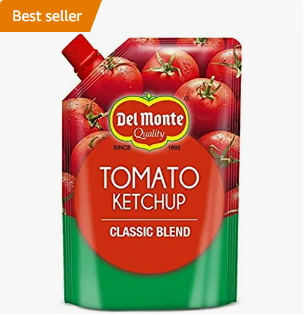 Best seller
Del Monte
Quality
SINCE 1892
TOMATO
KETCHUP
CLASSIC BLEND